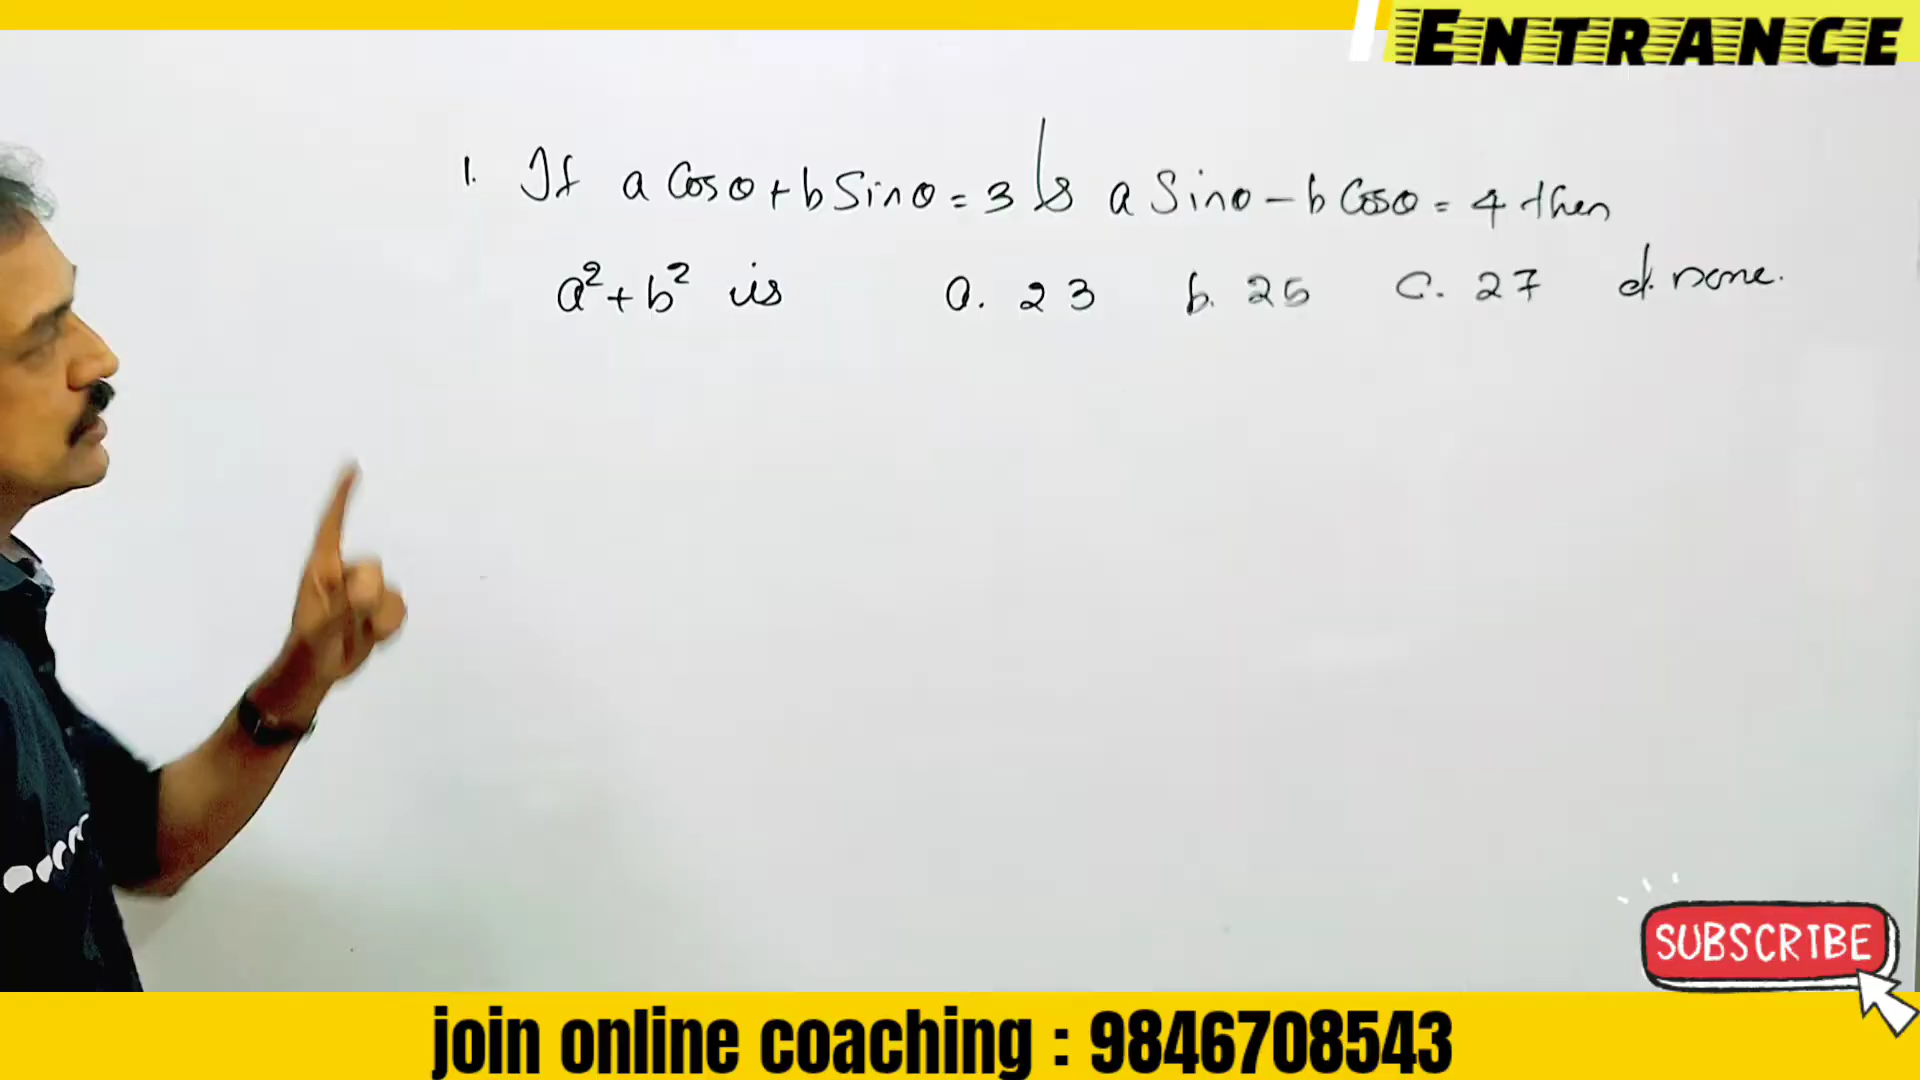 ENTRANCE
1. If a Cosθ + b Sinθ = 3 & a Sinθ - b Cosθ = 4 then
a² + b² is a. 23 b. 25 c. 27 d. none.
SUBSCRIBE
join online coaching : 9846708543